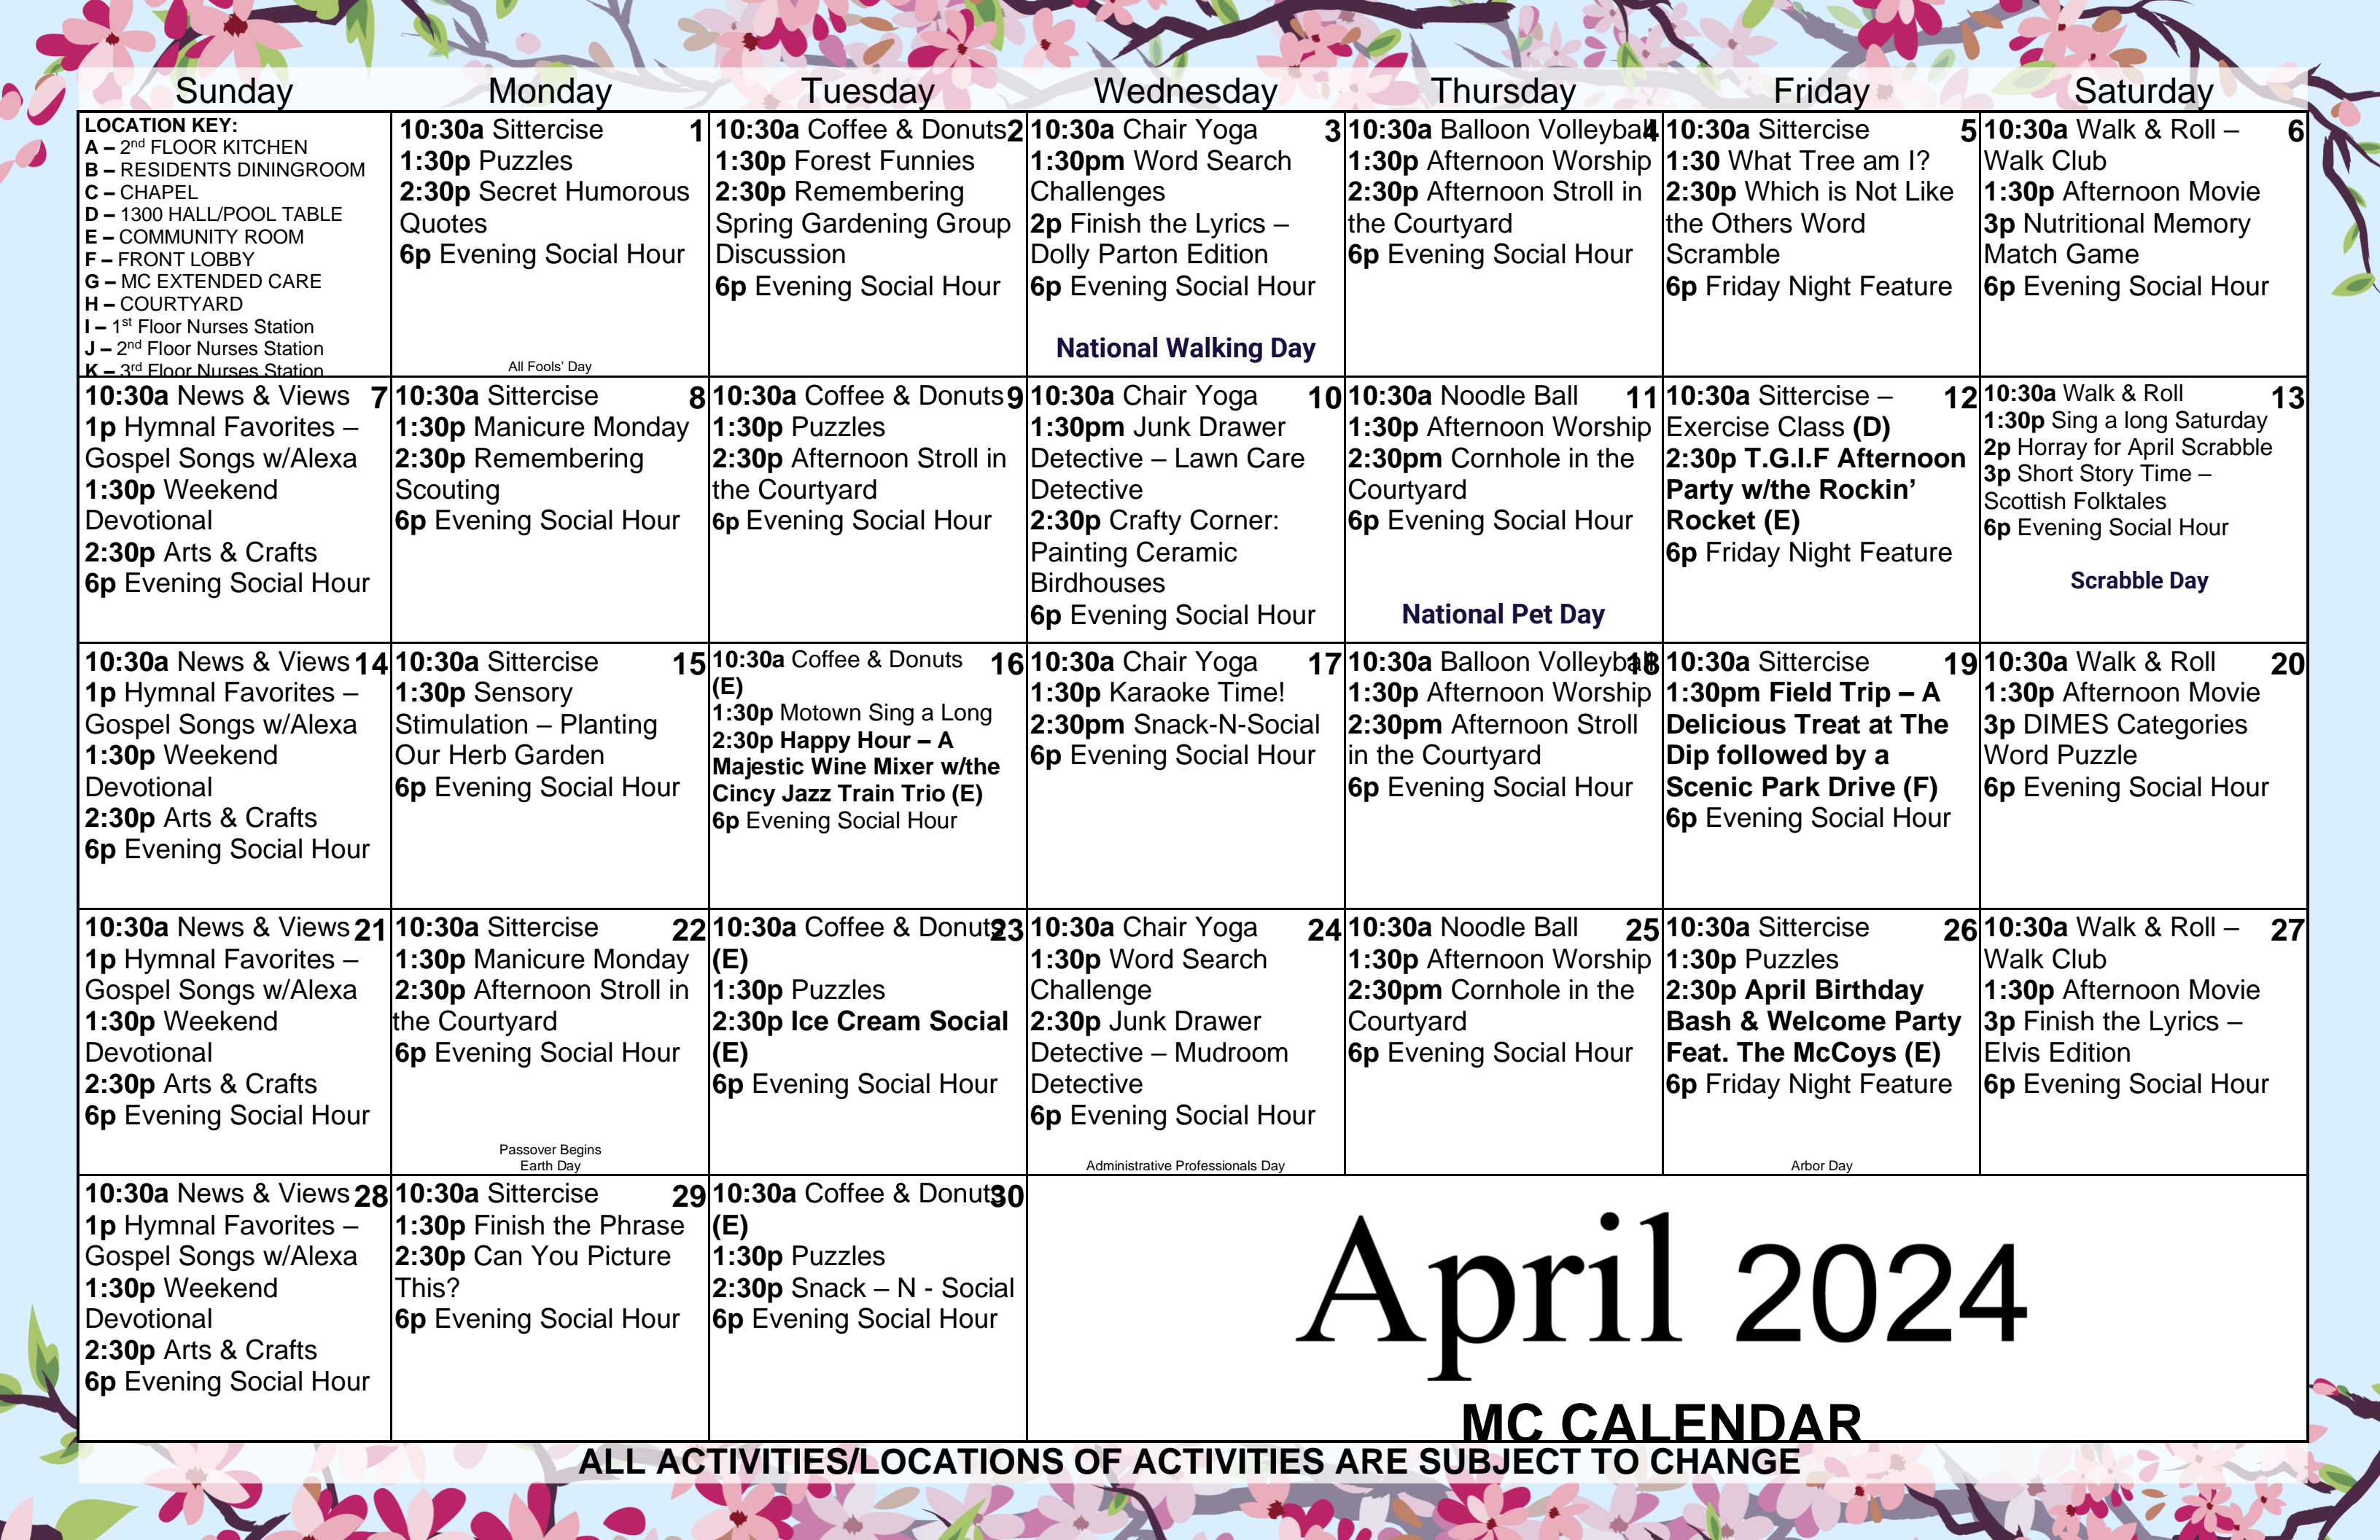 Sunday Monday Tuesday Wednesday Thursday Friday Saturday
LOCATION KEY:
A – 2nd FLOOR KITCHEN
B – RESIDENTS DININGROOM
C – CHAPEL
D – 1300 HALL/POOL TABLE
E – COMMUNITY ROOM
F – FRONT LOBBY
G – MC EXTENDED CARE
H – COURTYARD
I – 1st Floor Nurses Station
J – 2nd Floor Nurses Station
K – 3rd Floor Nurses Station
10:30a Sittercise 1
1:30p Puzzles
2:30p Secret Humorous
Quotes
6p Evening Social Hour
All Fools' Day
10:30a Coffee & Donuts 2
1:30p Forest Funnies
2:30p Remembering
Spring Gardening Group
Discussion
6p Evening Social Hour
10:30a Chair Yoga 3
1:30pm Word Search
Challenges
2p Finish the Lyrics –
Dolly Parton Edition
6p Evening Social Hour
National Walking Day
10:30a Balloon Volleyball 4
1:30p Afternoon Worship
2:30p Afternoon Stroll in
the Courtyard
6p Evening Social Hour
10:30a Sittercise 5
1:30 What Tree am I?
2:30p Which is Not Like
the Others Word
Scramble
6p Friday Night Feature
10:30a Walk & Roll – 6
Walk Club
1:30p Afternoon Movie
3p Nutritional Memory
Match Game
6p Evening Social Hour
10:30a News & Views 7
1p Hymnal Favorites –
Gospel Songs w/Alexa
1:30p Weekend
Devotional
2:30p Arts & Crafts
6p Evening Social Hour
10:30a Sittercise 8
1:30p Manicure Monday
2:30p Remembering
Scouting
6p Evening Social Hour
10:30a Coffee & Donuts 9
1:30p Puzzles
2:30p Afternoon Stroll in
the Courtyard
6p Evening Social Hour
10:30a Chair Yoga 10
1:30pm Junk Drawer
Detective – Lawn Care
Detective
2:30p Crafty Corner:
Painting Ceramic
Birdhouses
6p Evening Social Hour
10:30a Noodle Ball 11
1:30p Afternoon Worship
2:30pm Cornhole in the
Courtyard
6p Evening Social Hour
National Pet Day
10:30a Sittercise – 12
Exercise Class (D)
2:30p T.G.I.F Afternoon
Party w/the Rockin'
Rocket (E)
6p Friday Night Feature
10:30a Walk & Roll 13
1:30p Sing a long Saturday
2p Horray for April Scrabble
3p Short Story Time –
Scottish Folktales
6p Evening Social Hour
Scrabble Day
10:30a News & Views 14
1p Hymnal Favorites –
Gospel Songs w/Alexa
1:30p Weekend
Devotional
2:30p Arts & Crafts
6p Evening Social Hour
10:30a Sittercise 15
1:30p Sensory
Stimulation – Planting
Our Herb Garden
6p Evening Social Hour
10:30a Coffee & Donuts 16
(E)
1:30p Motown Sing a Long
2:30p Happy Hour – A
Majestic Wine Mixer w/the
Cincy Jazz Train Trio (E)
6p Evening Social Hour
10:30a Chair Yoga 17
1:30p Karaoke Time!
2:30pm Snack-N-Social
6p Evening Social Hour
10:30a Balloon Volleyball 18
1:30p Afternoon Worship
2:30pm Afternoon Stroll
in the Courtyard
6p Evening Social Hour
10:30a Sittercise 19
1:30pm Field Trip – A
Delicious Treat at The
Dip followed by a
Scenic Park Drive (F)
6p Evening Social Hour
10:30a Walk & Roll 20
1:30p Afternoon Movie
3p DIMES Categories
Word Puzzle
6p Evening Social Hour
10:30a News & Views 21
1p Hymnal Favorites –
Gospel Songs w/Alexa
1:30p Weekend
Devotional
2:30p Arts & Crafts
6p Evening Social Hour
10:30a Sittercise 22
1:30p Manicure Monday
2:30p Afternoon Stroll in
the Courtyard
6p Evening Social Hour
Passover Begins
Earth Day
10:30a Coffee & Donuts 23
(E)
1:30p Puzzles
2:30p Ice Cream Social
(E)
6p Evening Social Hour
10:30a Chair Yoga 24
1:30p Word Search
Challenge
2:30p Junk Drawer
Detective – Mudroom
Detective
6p Evening Social Hour
Administrative Professionals Day
10:30a Noodle Ball 25
1:30p Afternoon Worship
2:30pm Cornhole in the
Courtyard
6p Evening Social Hour
10:30a Sittercise 26
1:30p Puzzles
2:30p April Birthday
Bash & Welcome Party
Feat. The McCoys (E)
6p Friday Night Feature
Arbor Day
10:30a Walk & Roll – 27
Walk Club
1:30p Afternoon Movie
3p Finish the Lyrics –
Elvis Edition
6p Evening Social Hour
10:30a News & Views 28
1p Hymnal Favorites –
Gospel Songs w/Alexa
1:30p Weekend
Devotional
2:30p Arts & Crafts
6p Evening Social Hour
10:30a Sittercise 29
1:30p Finish the Phrase
2:30p Can You Picture
This?
6p Evening Social Hour
10:30a Coffee & Donuts 30
(E)
1:30p Puzzles
2:30p Snack – N - Social
6p Evening Social Hour
April 2024
MC CALENDAR
ALL ACTIVITIES/LOCATIONS OF ACTIVITIES ARE SUBJECT TO CHANGE